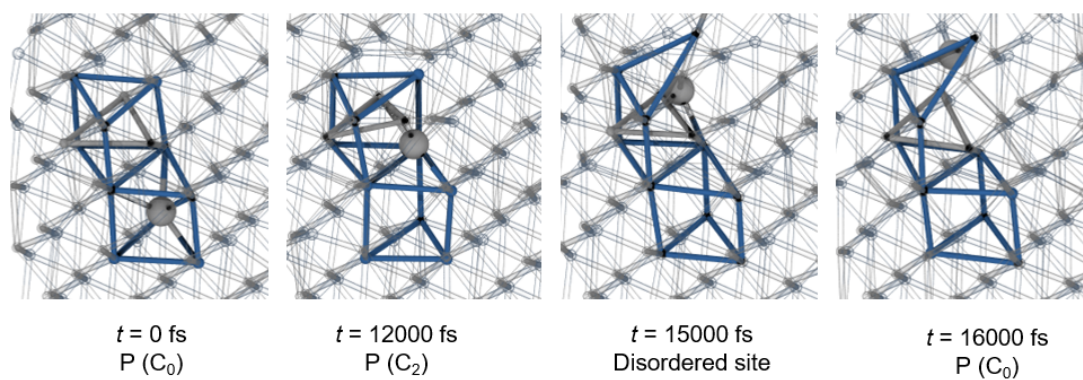 t = 0 fs
P (C₀)
t = 12000 fs
P (C₂)
t = 15000 fs
Disordered site
t = 16000 fs
P (C₀)